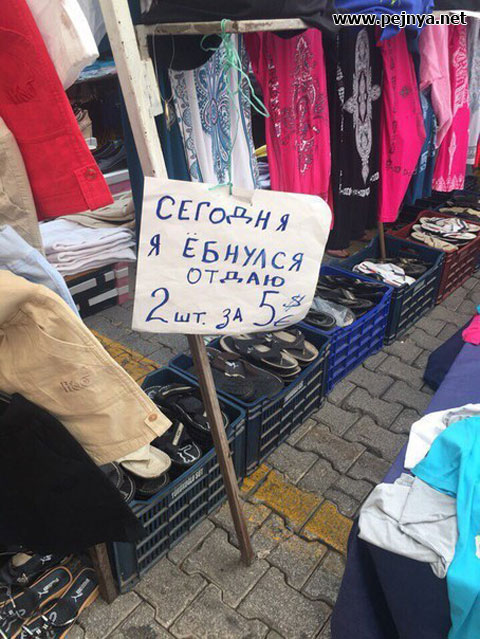 www.pejnya.net
СЕГОДНЯ
Я ЁБНУЛСЯ
ОТДАЮ
2 ШТ. ЗА 5